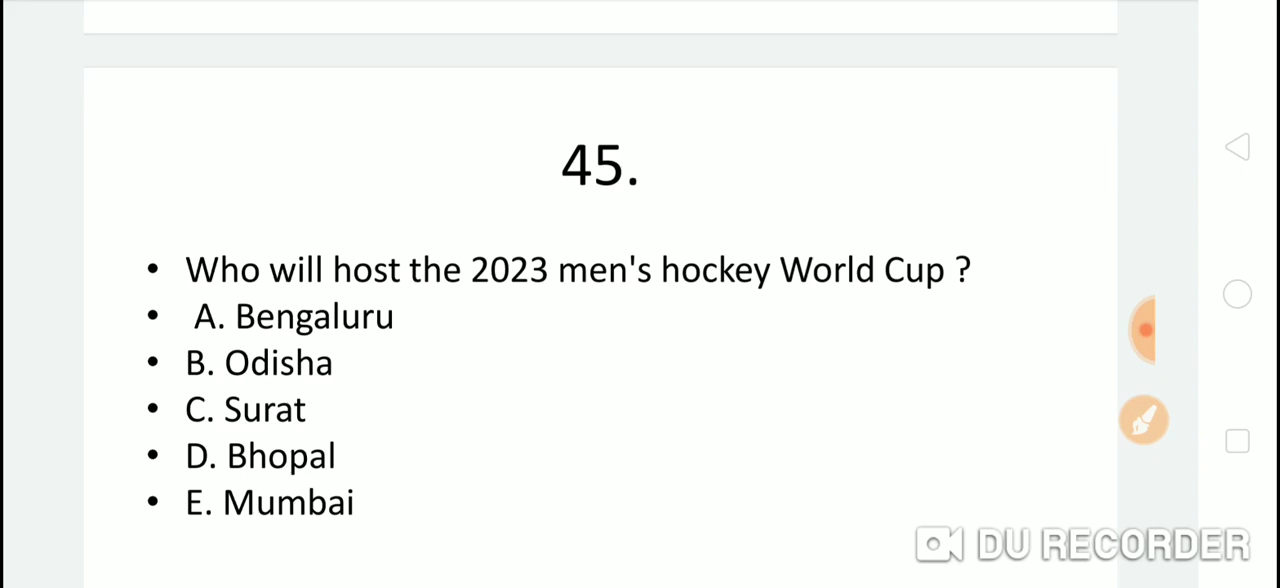 45.
• Who will host the 2023 men's hockey World Cup ?
• A. Bengaluru
• B. Odisha
• C. Surat
• D. Bhopal
• E. Mumbai
DU RECORDER